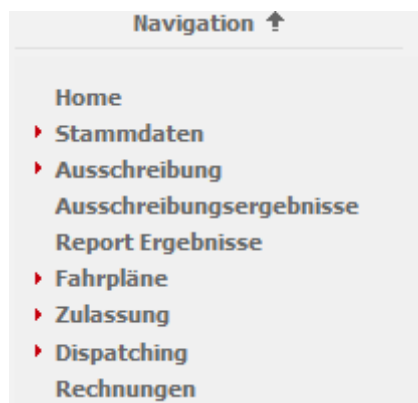 Navigation
Home
Stammdaten
Ausschreibung
Ausschreibungsergebnisse
Report Ergebnisse
Fahrpläne
Zulassung
Dispatching
Rechnungen